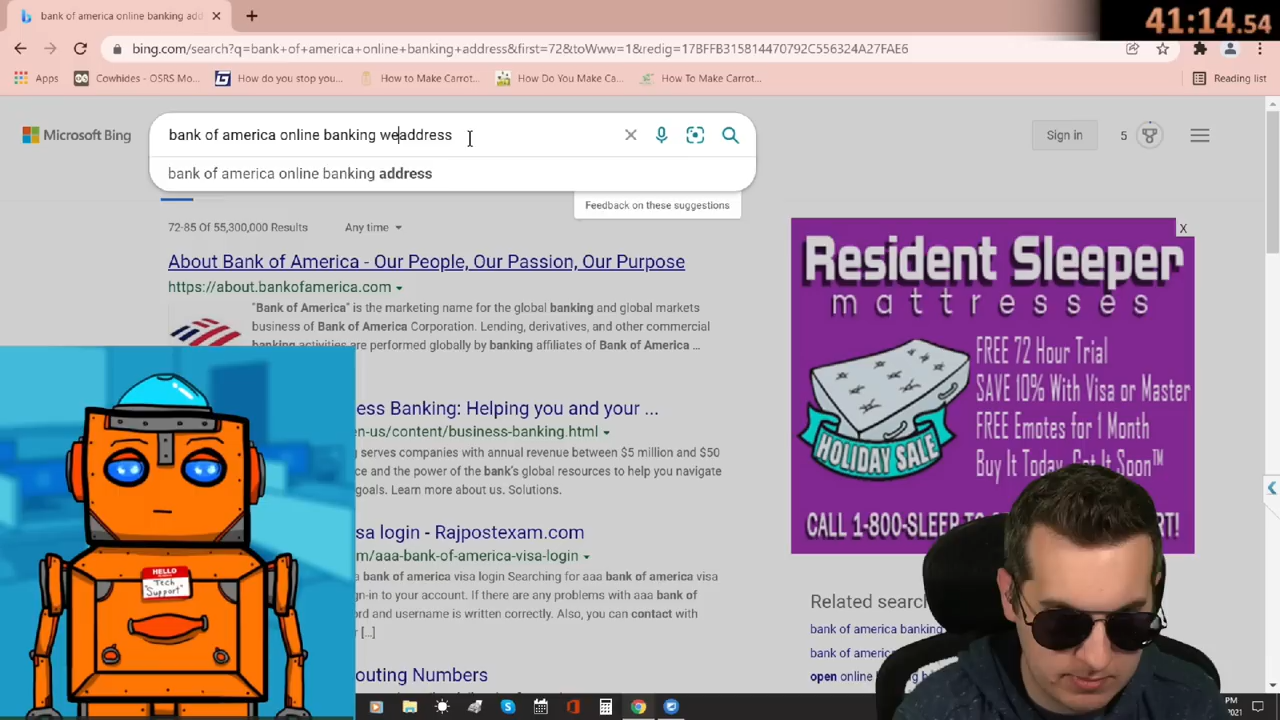 bank of america online banking add
41:14.54
bing.com/search?q=bank+of+america+online+banking+address&first=72&toWww=1&redig=17BFFB315814470792C556324A27FAE6
Apps
Cowhides - OSRS Mo...
How do you stop you...
How to Make Carrot...
How Do You Make Ca...
How To Make Carrot...
Reading list
Microsoft Bing
bank of america online banking weaddress
Sign in
5
bank of america online banking address
Feedback on these suggestions
72-85 Of 55,300,000 Results
Any time
About Bank of America - Our People, Our Passion, Our Purpose
https://about.bankofamerica.com
"Bank of America" is the marketing name for the global banking and global markets
business of Bank of America Corporation. Lending, derivatives, and other commercial
banking activities are performed globally by banking affiliates of Bank of America ...
ess Banking: Helping you and your ...
en-us/content/business-banking.html
serves companies with annual revenue between $5 million and $50
ce and the power of the bank's global resources to help you navigate
goals. Learn more about us. Solutions.
sa login - Rajpostexam.com
m/aaa-bank-of-america-visa-login
bank of america visa login Searching for aaa bank of america visa
gn-in to your account. If there are any problems with aaa bank of
ord and username is written correctly. Also, you can contact with
r [...]
outing Numbers
X
Resident Sleeper
mattresses
FREE 72 Hour Trial
SAVE 10% With Visa or Master
FREE Emotes for 1 Month
Buy It Today, Get It Soon™
HOLIDAY SALE
CALL 1-800-SLEEP
Related search
bank of america banking
bank of america
open online
HELLO
Tech
"Support"
PM
2021